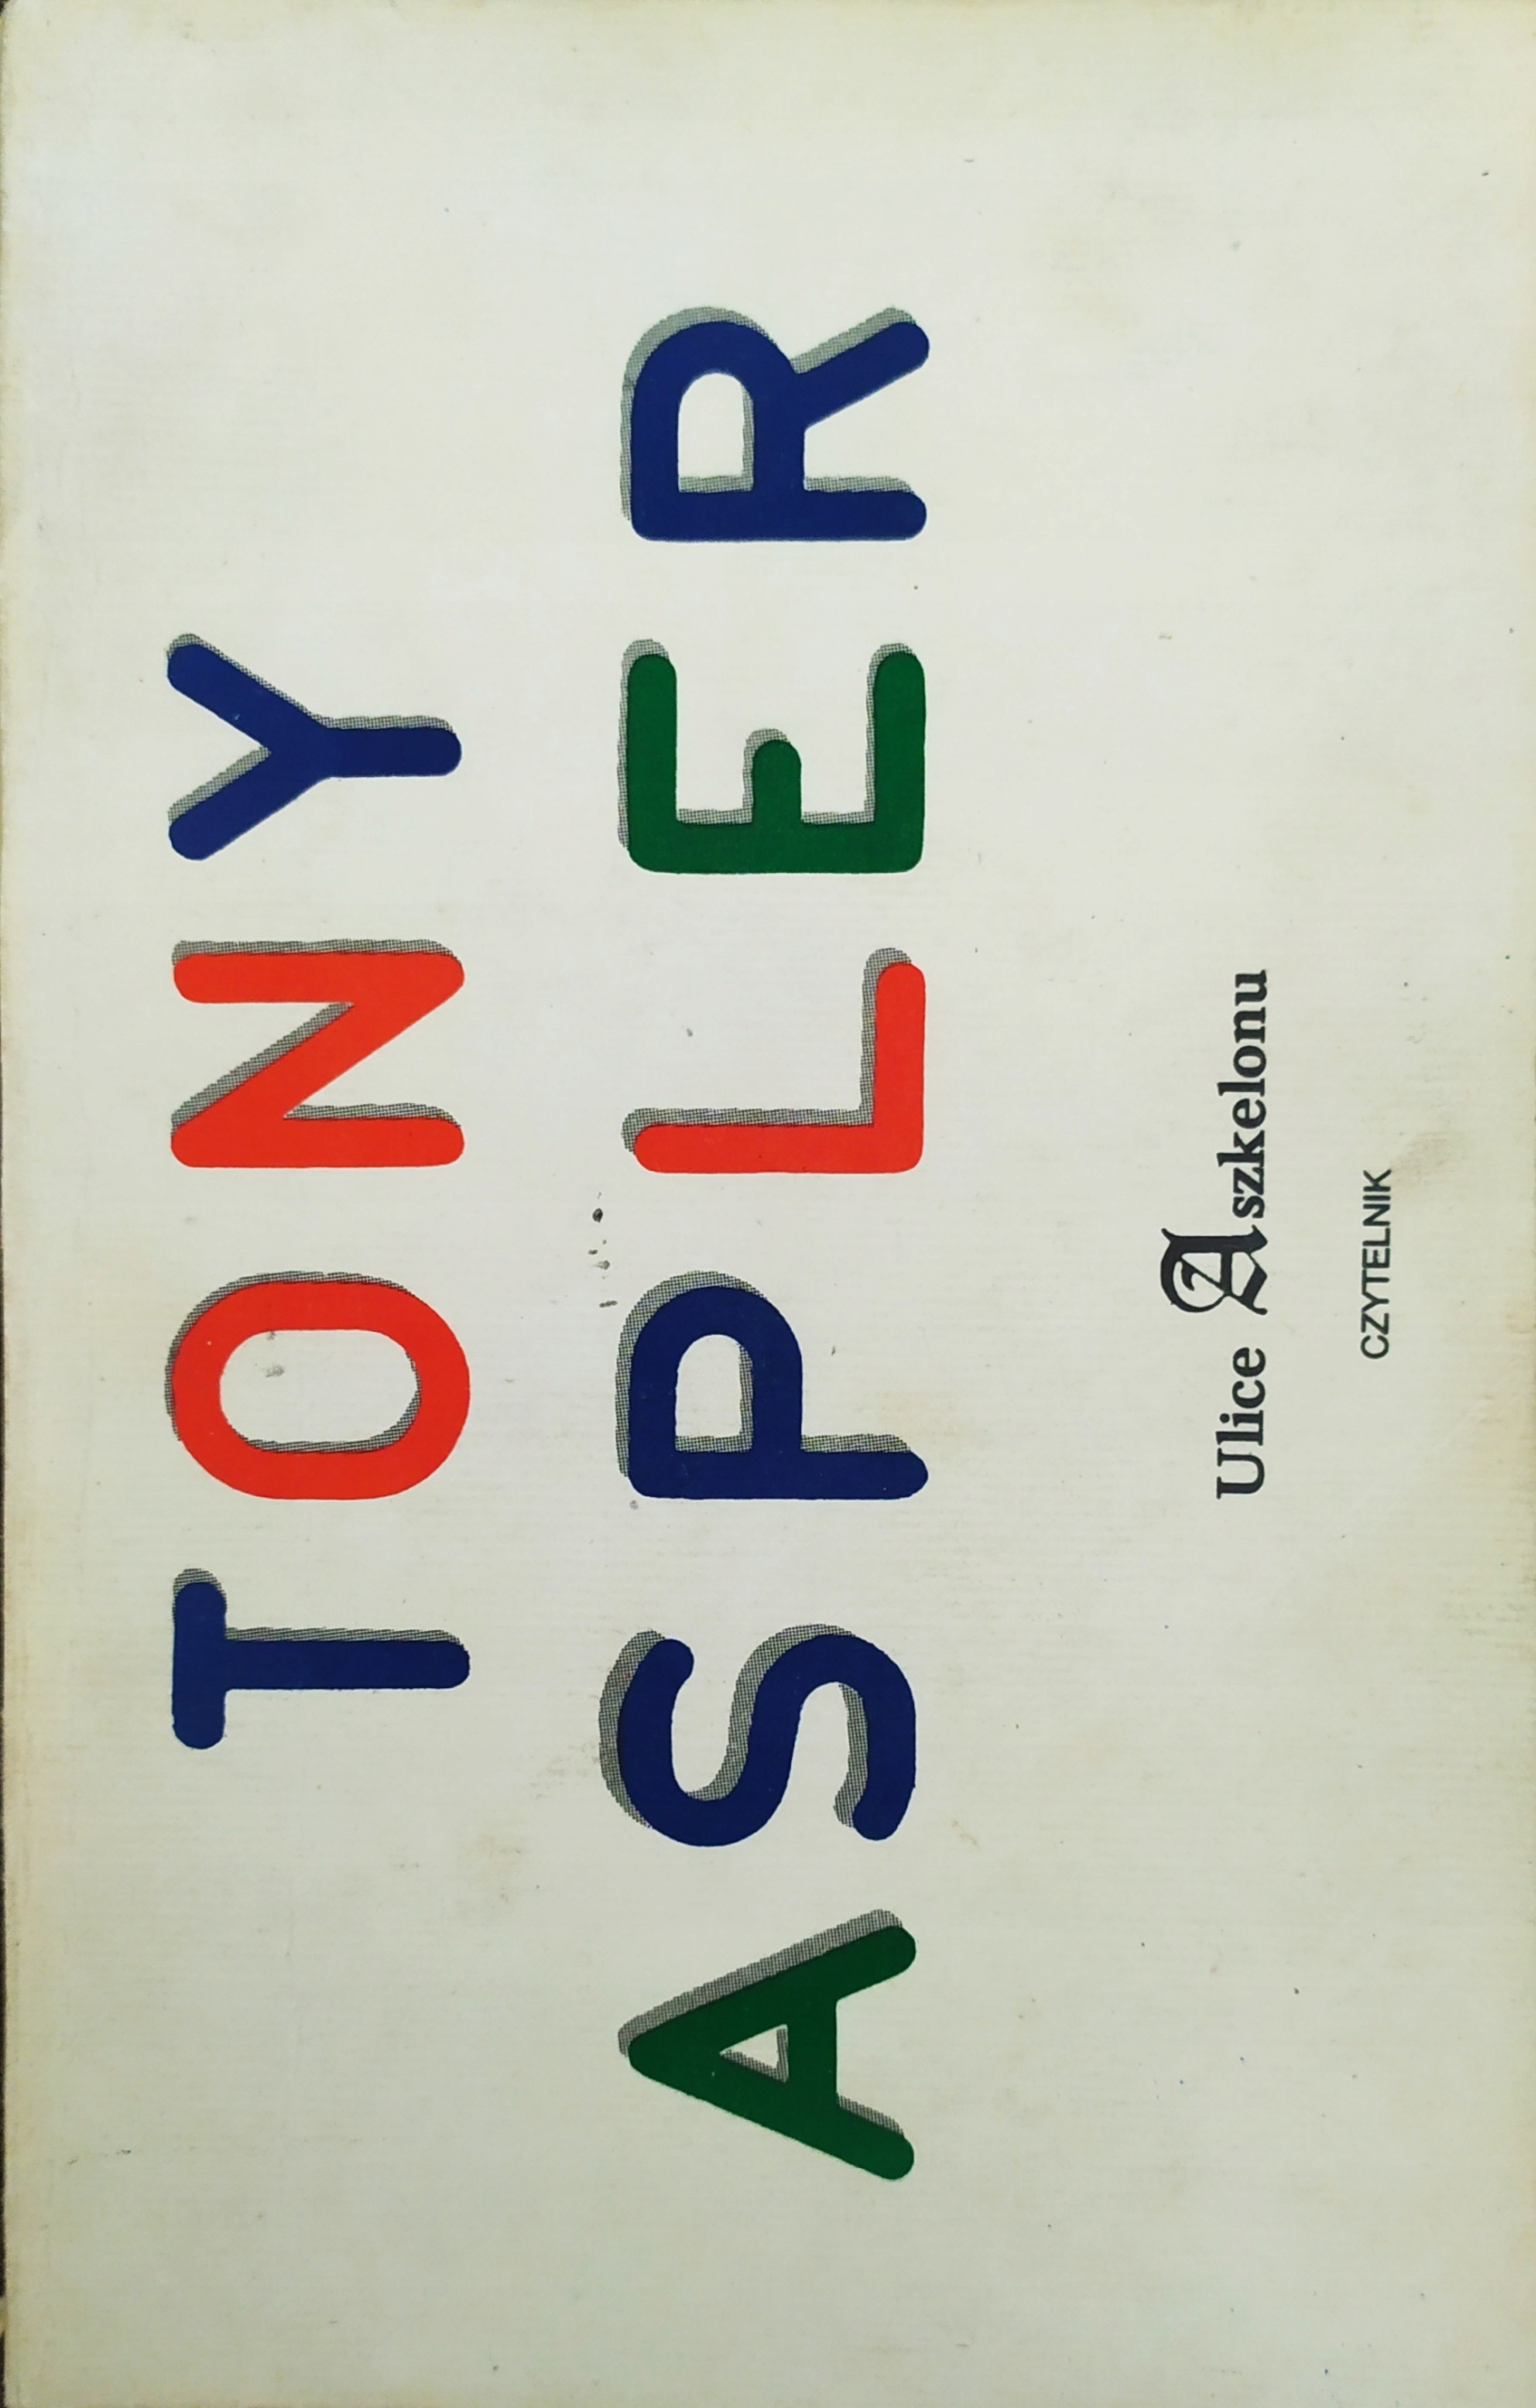 TONY
ASPLER
Ulice Aszkelonu
CZYTELNIK